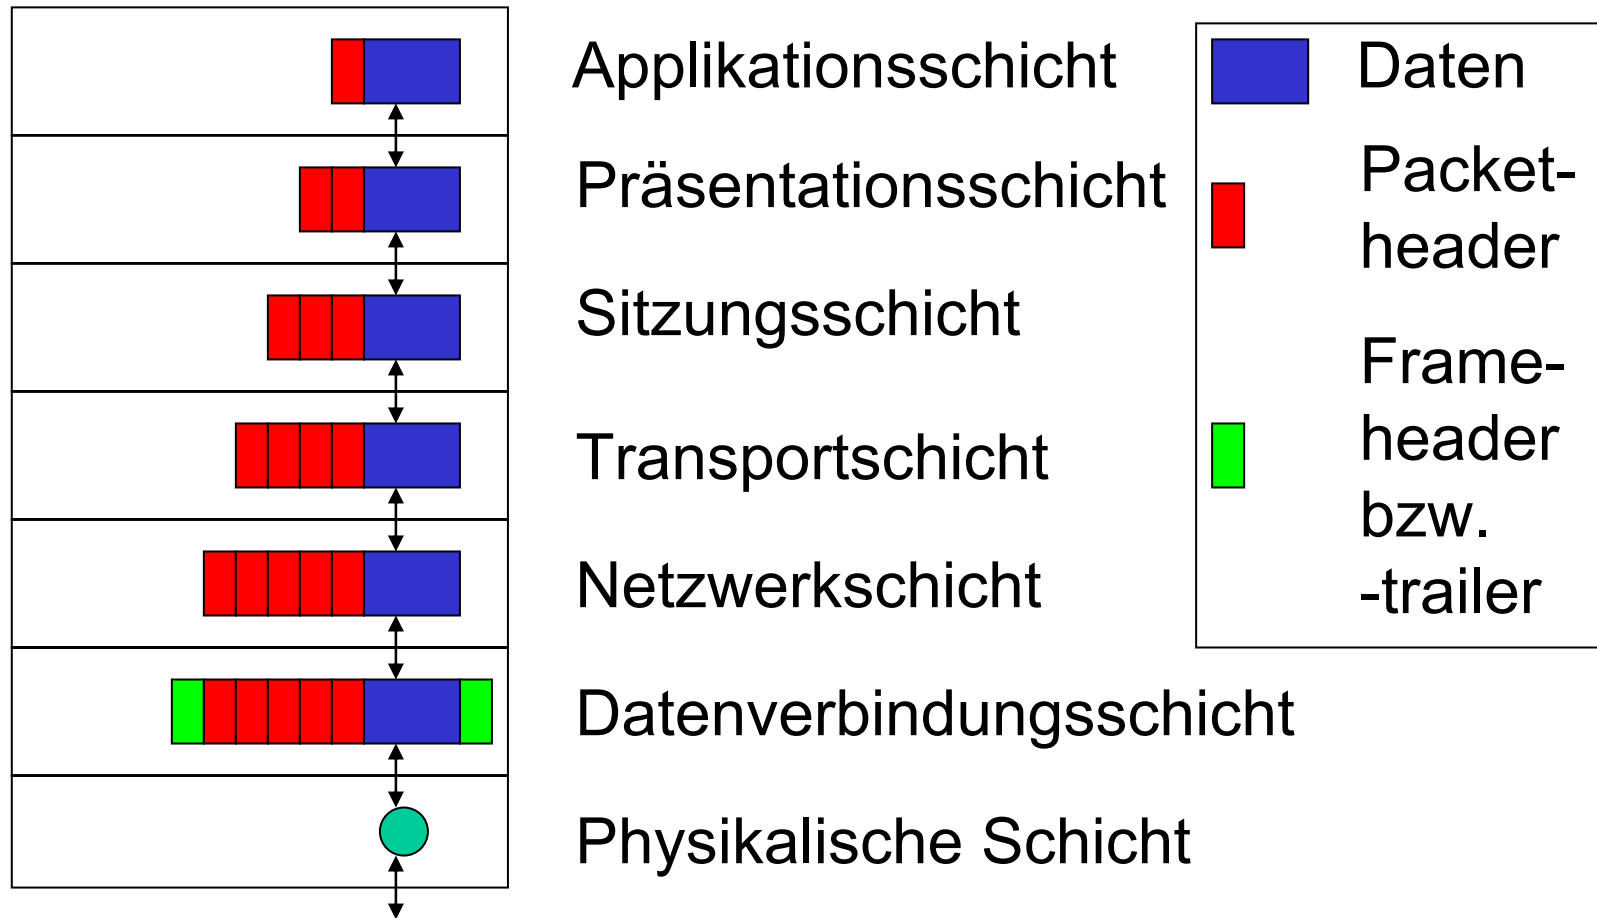 Applikationsschicht
Präsentationsschicht
Sitzungsschicht
Transportschicht
Netzwerkschicht
Datenverbindungsschicht
Physikalische Schicht
Daten
Packet-
header
Frame-
header
bzw.
-trailer